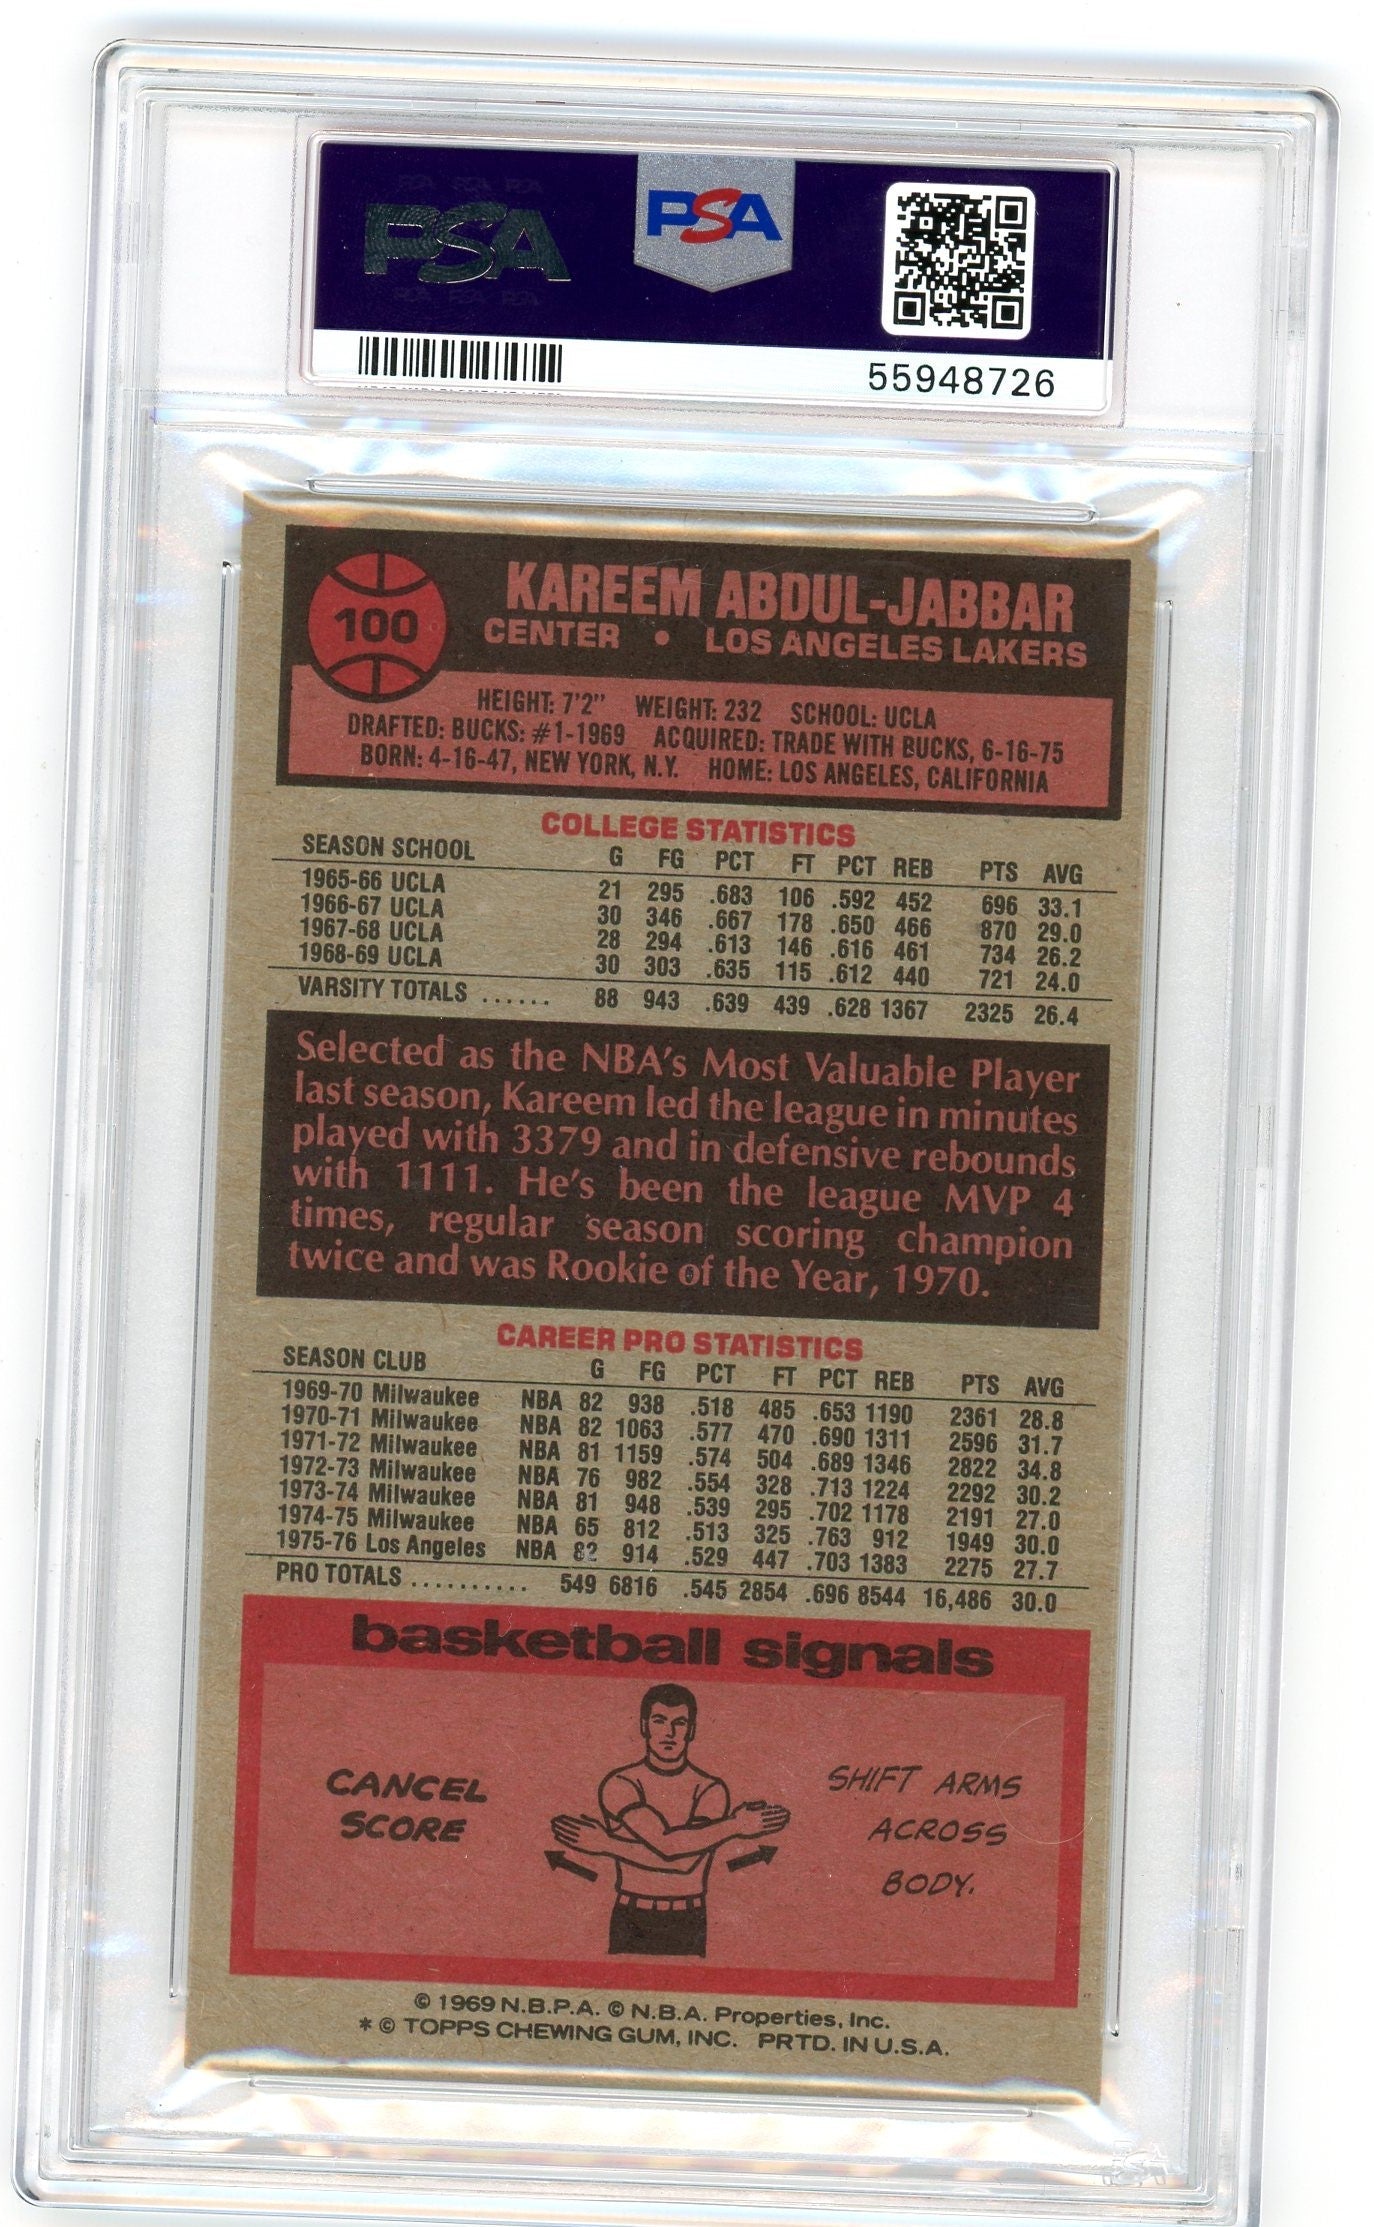 PSA
PSA
55948726
100
KAREEM ABDUL-JABBAR
CENTER • LOS ANGELES LAKERS
HEIGHT: 7'2" WEIGHT: 232 SCHOOL: UCLA
DRAFTED: BUCKS: #1-1969 ACQUIRED: TRADE WITH BUCKS, 6-16-75
BORN: 4-16-47, NEW YORK, N.Y. HOME: LOS ANGELES, CALIFORNIA
COLLEGE STATISTICS
SEASON SCHOOL G FG PCT FT PCT REB PTS AVG
1965-66 UCLA 21 295 .683 106 .592 452 696 33.1
1966-67 UCLA 30 346 .667 178 .650 466 870 29.0
1967-68 UCLA 28 294 .613 146 .616 461 734 26.2
1968-69 UCLA 30 303 .635 115 .612 440 721 24.0
VARSITY TOTALS ...... 88 943 .639 439 .628 1367 2325 26.4
Selected as the NBA's Most Valuable Player
last season, Kareem led the league in minutes
played with 3379 and in defensive rebounds
with 1111. He's been the league MVP 4
times, regular season scoring champion
twice and was Rookie of the Year, 1970.
CAREER PRO STATISTICS
SEASON CLUB G FG PCT FT PCT REB PTS AVG
1969-70 Milwaukee NBA 82 938 .518 485 .653 1190 2361 28.8
1970-71 Milwaukee NBA 82 1063 .577 470 .690 1311 2596 31.7
1971-72 Milwaukee NBA 81 1159 .574 504 .689 1346 2822 34.8
1972-73 Milwaukee NBA 76 982 .554 328 .713 1224 2292 30.2
1973-74 Milwaukee NBA 81 948 .539 295 .702 1178 2191 27.0
1974-75 Milwaukee NBA 65 812 .513 325 .763 912 1949 30.0
1975-76 Los Angeles NBA 82 914 .529 447 .703 1383 2275 27.7
PRO TOTALS .......... 549 6816 .545 2854 .696 8544 16,486 30.0
basketball signals
CANCEL
SCORE
SHIFT ARMS
ACROSS
BODY.
© 1969 N.B.P.A. © N.B.A. Properties, Inc.
* © TOPPS CHEWING GUM, INC. PRTD. IN U.S.A.